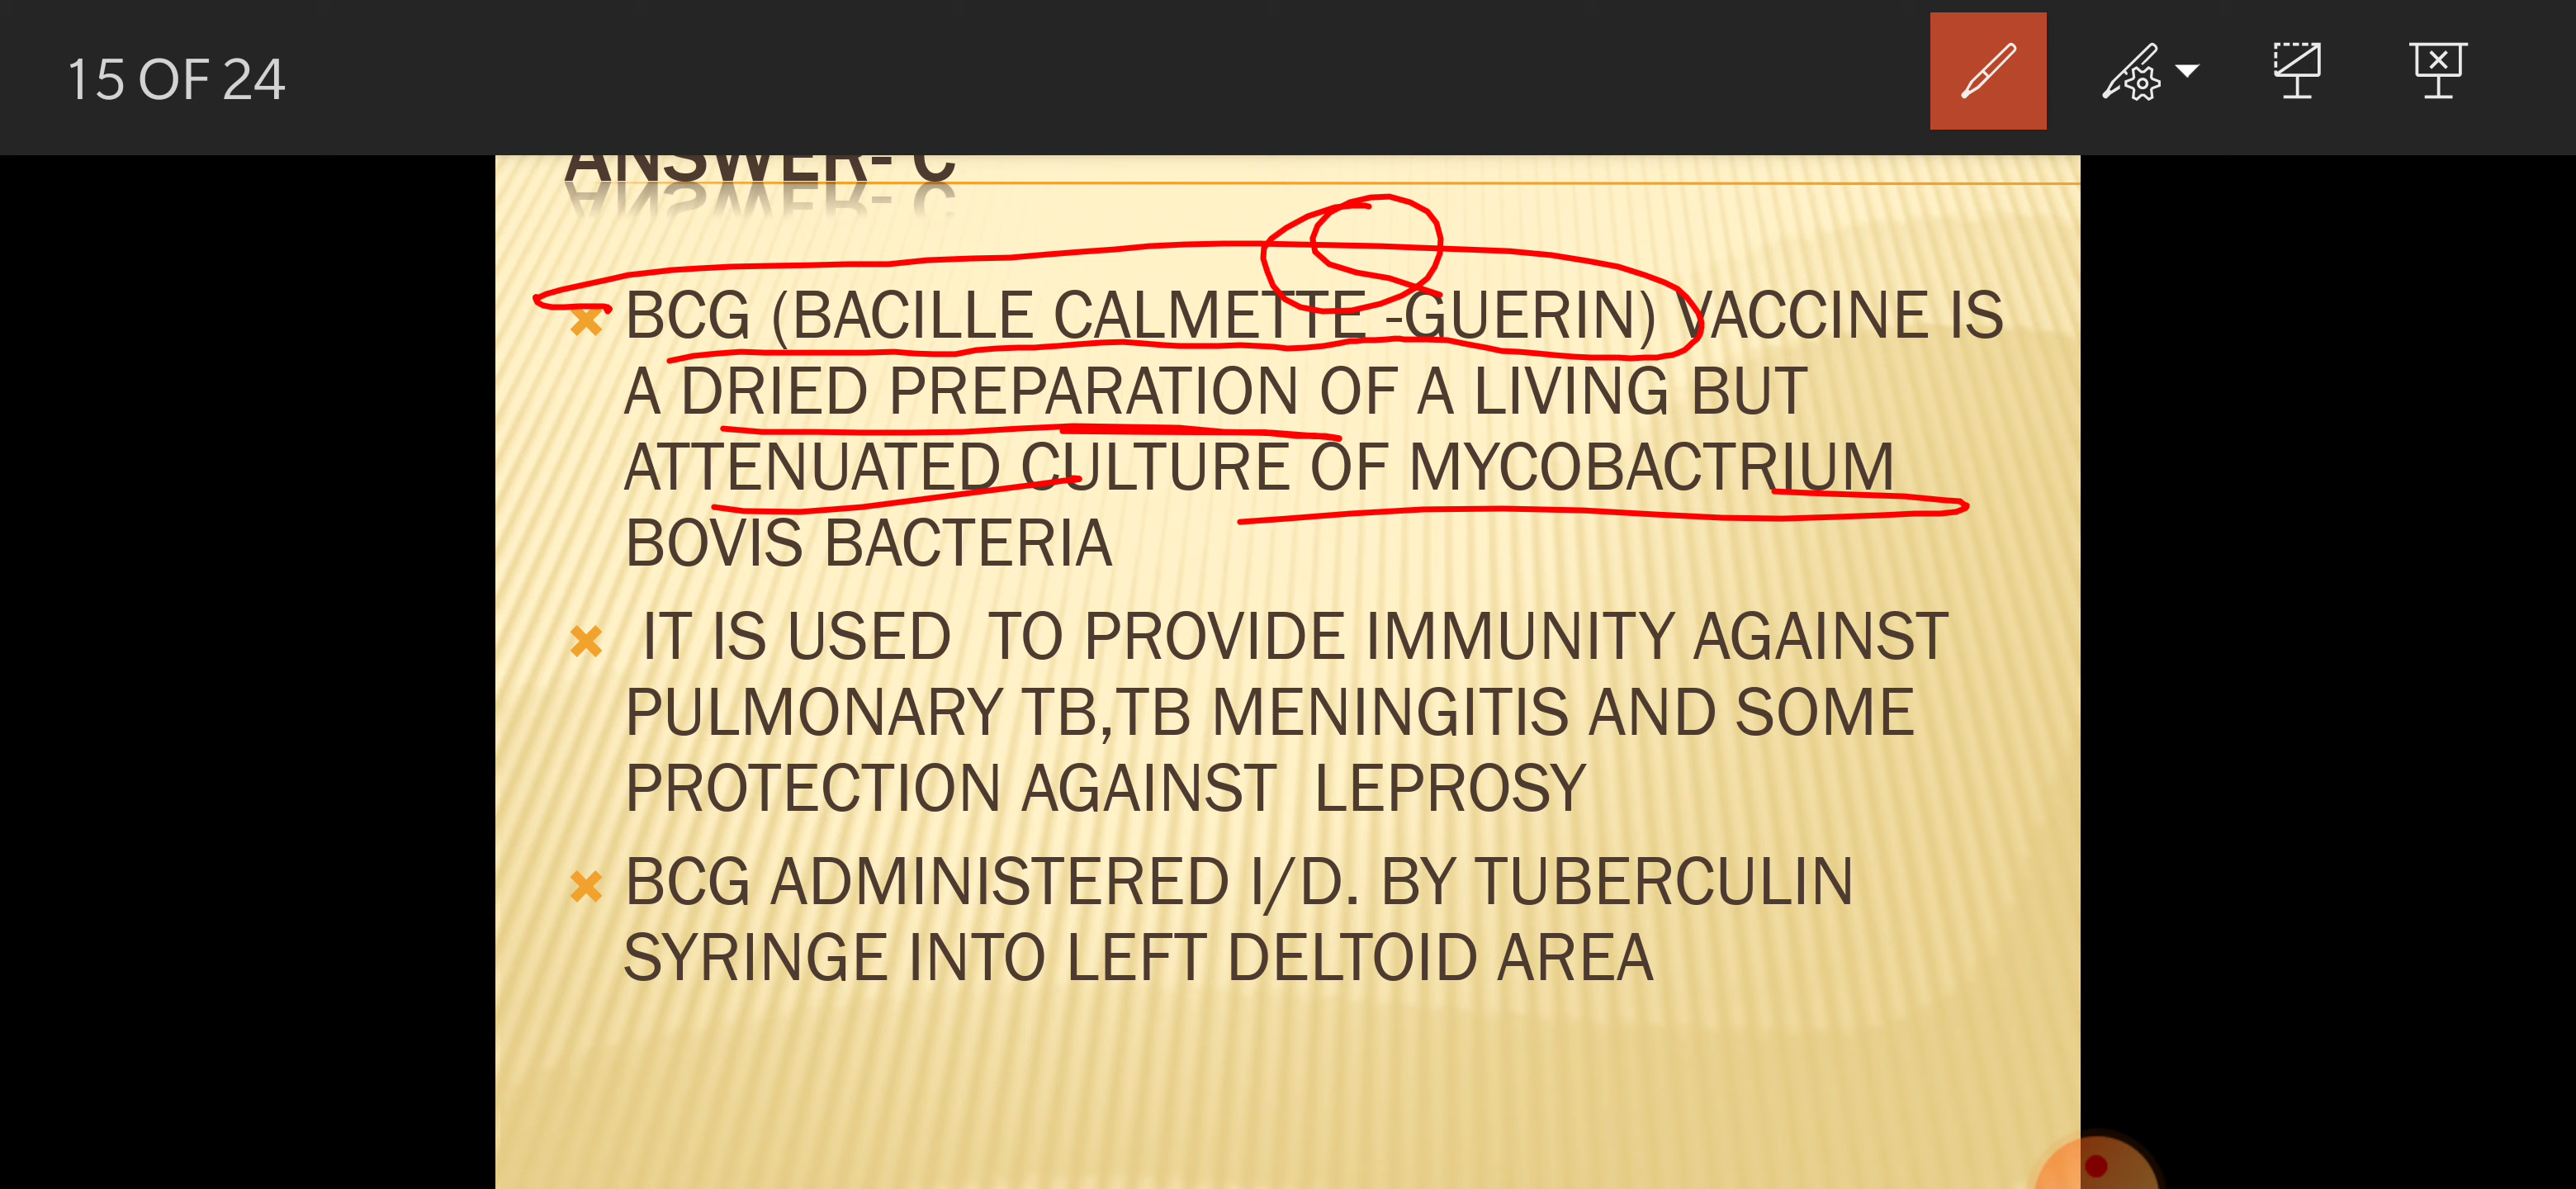 15 OF 24
ANSWER- C
BCG (BACILLE CALMETTE -GUERIN) VACCINE IS
A DRIED PREPARATION OF A LIVING BUT
ATTENUATED CULTURE OF MYCOBACTRIUM
BOVIS BACTERIA
IT IS USED TO PROVIDE IMMUNITY AGAINST
PULMONARY TB,TB MENINGITIS AND SOME
PROTECTION AGAINST LEPROSY
BCG ADMINISTERED I/D. BY TUBERCULIN
SYRINGE INTO LEFT DELTOID AREA